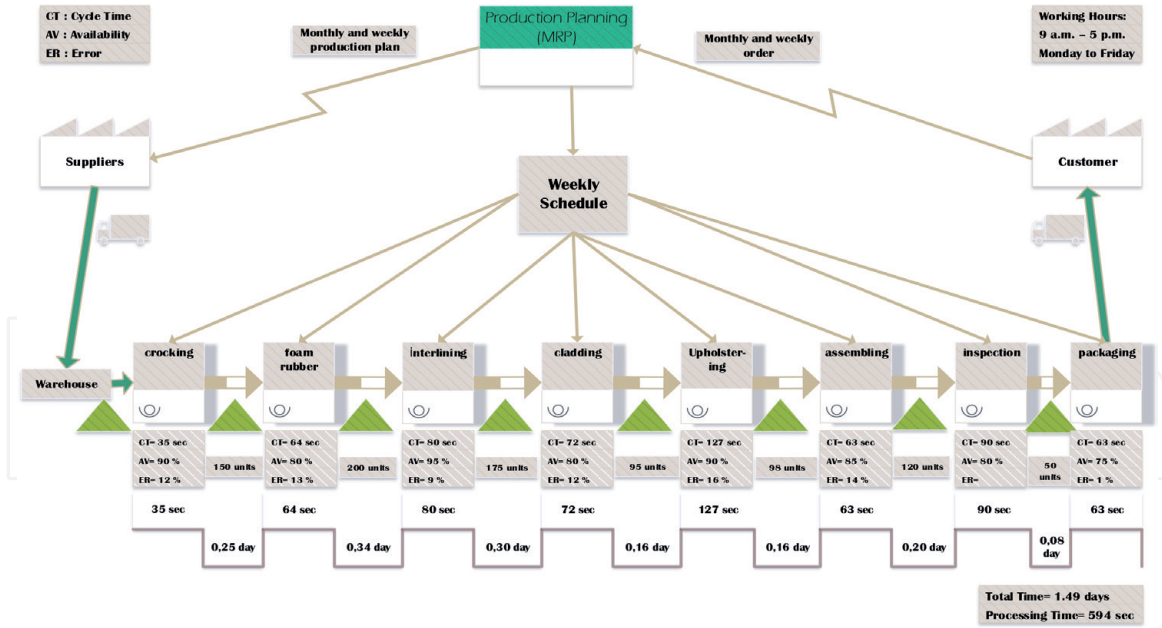 CT : Cycle Time
AV : Availability
ER : Error
Monthly and weekly
production plan
Production Planning
(MRP)
Monthly and weekly
order
Working Hours:
9 a.m. – 5 p.m.
Monday to Friday
Suppliers
Customer
Weekly
Schedule
Warehouse
crocking
foam
rubber
interlining
cladding
Upholster-
ing
assembling
inspection
packaging
CT= 35 sec
AV= 90 %
ER= 12 %
150 units
CT= 64 sec
AV= 80 %
ER= 13 %
200 units
CT= 80 sec
AV= 95 %
ER= 9 %
175 units
CT= 72 sec
AV= 80 %
ER= 12 %
95 units
CT= 127 sec
AV= 90 %
ER= 16 %
98 units
CT= 63 sec
AV= 85 %
ER= 14 %
120 units
CT= 90 sec
AV= 80 %
ER=
50
units
CT= 63 sec
AV= 75 %
ER= 1 %
35 sec
64 sec
80 sec
72 sec
127 sec
63 sec
90 sec
63 sec
0,25 day
0,34 day
0,30 day
0,16 day
0,16 day
0,20 day
0,08
day
Total Time= 1.49 days
Processing Time= 594 sec